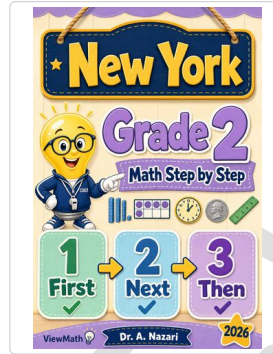 New York
Grade 2
Math Step by Step
1 2 3
First Next Then
ViewMath Dr. A. Nazari 2026